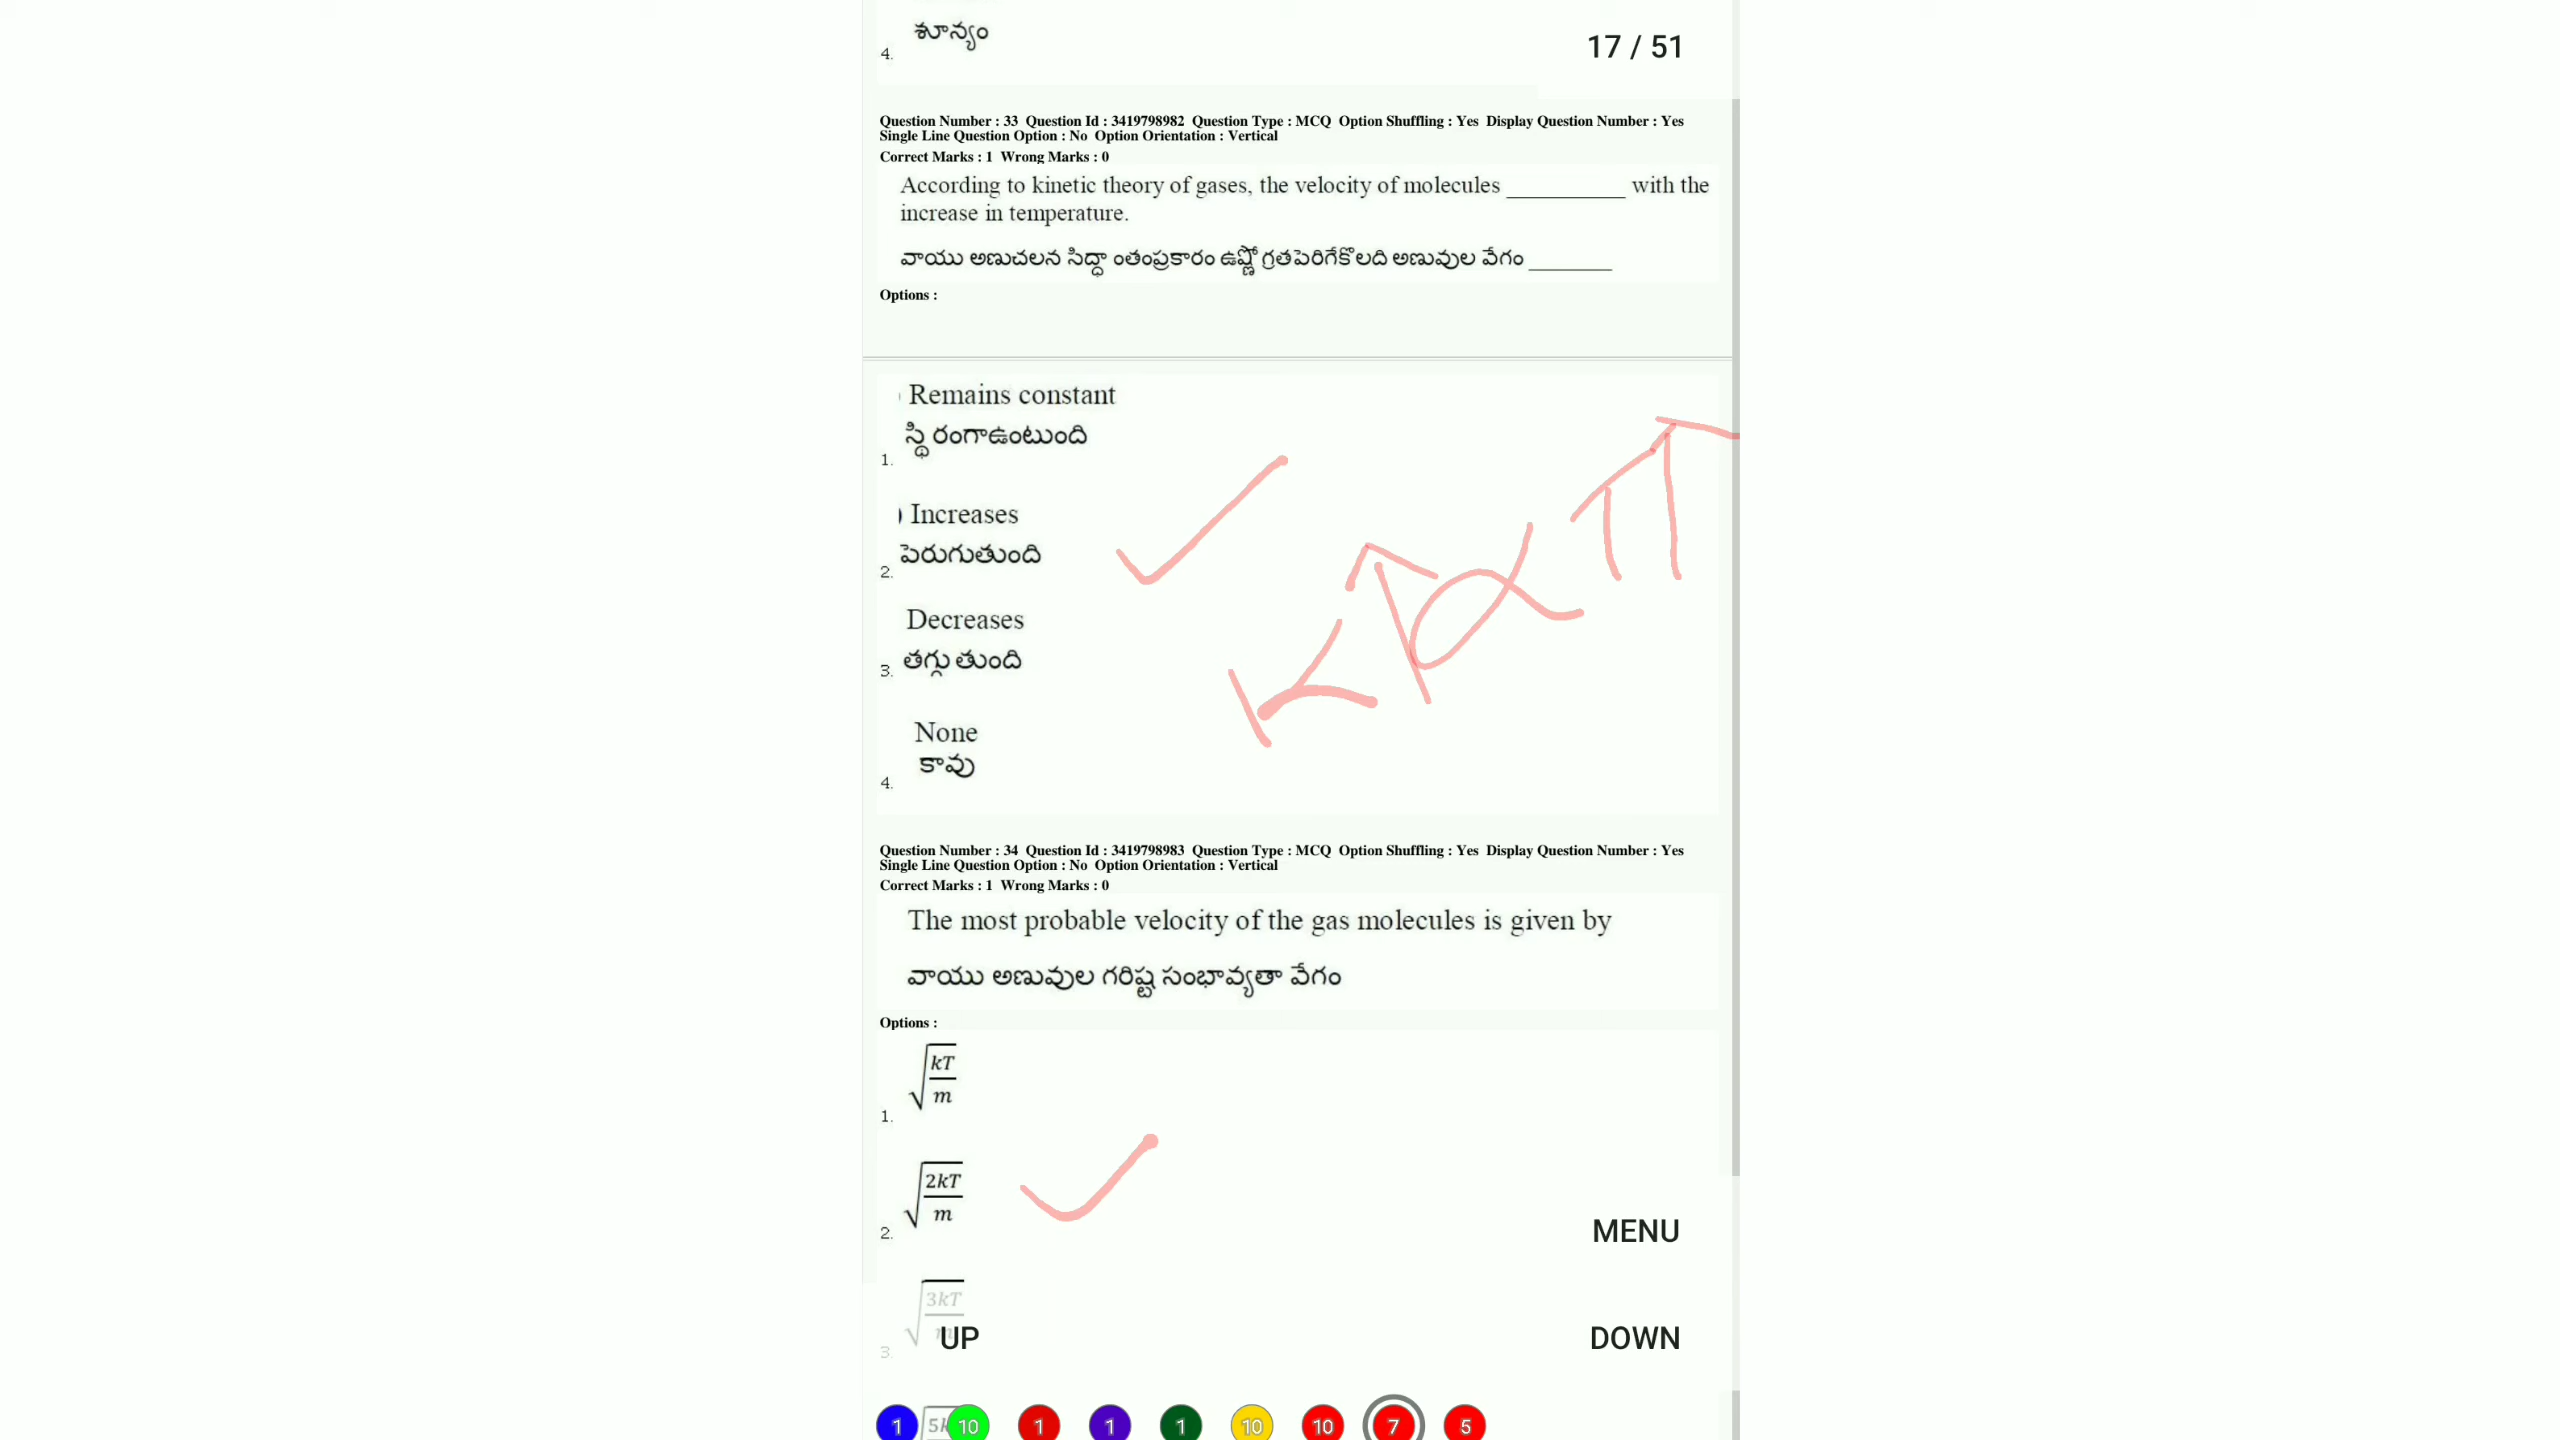 శూన్యం
4.
17 / 51
Question Number : 33 Question Id : 3419798982 Question Type : MCQ Option Shuffling : Yes Display Question Number : Yes
Single Line Question Option : No Option Orientation : Vertical
Correct Marks : 1 Wrong Marks : 0
According to kinetic theory of gases, the velocity of molecules __________ with the
increase in temperature.
వాయు అణుచలన సిద్ధాంతంప్రకారం ఉష్ణోగ్రతపెరిగేకొలది అణువుల వేగం _______
Options :
) Remains constant
స్థిరంగాఉంటుంది
1.
) Increases
పెరుగుతుంది
2.
Decreases
తగ్గుతుంది
3.
None
కావు
4.
K↑ E α T↑
Question Number : 34 Question Id : 3419798983 Question Type : MCQ Option Shuffling : Yes Display Question Number : Yes
Single Line Question Option : No Option Orientation : Vertical
Correct Marks : 1 Wrong Marks : 0
The most probable velocity of the gas molecules is given by
వాయు అణువుల గరిష్ట సంభావ్యతా వేగం
Options :
√(kT/m)
1.
√(2kT/m)
2.
MENU
√(3kT/m)
3.
UP
DOWN
1 5k 10 1 1 1 10 10 7 5